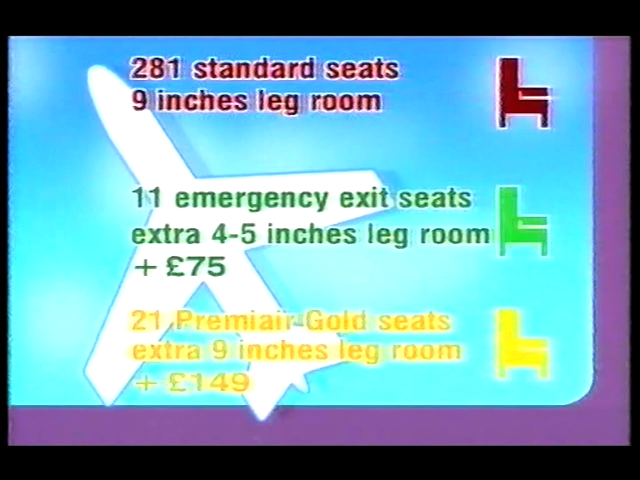 281 standard seats
9 inches leg room
11 emergency exit seats
extra 4-5 inches leg room
+ £75
21 Premiair Gold seats
extra 9 inches leg room
+ £149